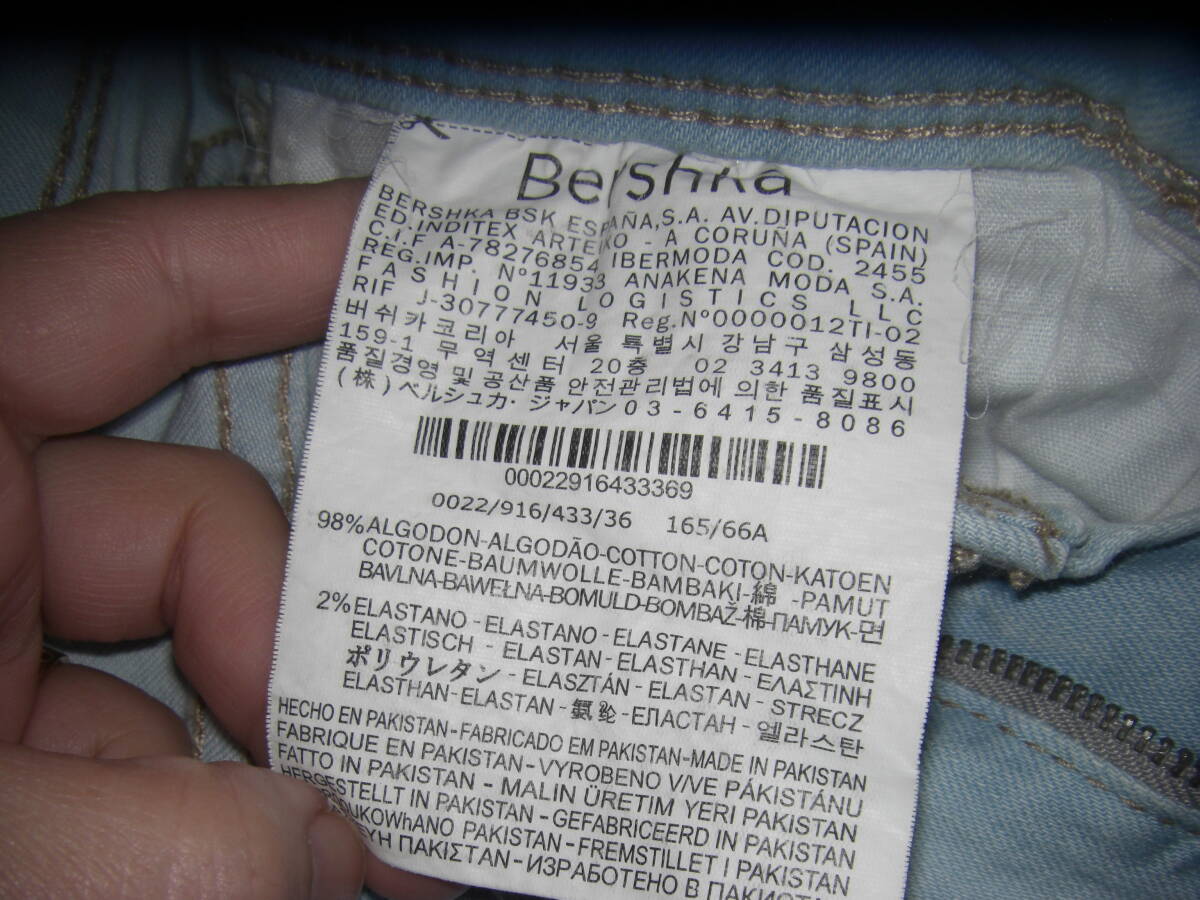 Bershka
BERSHKA BSK ESPAÑA,S.A. AV.DIPUTACION
ED.INDITEX ARTEIXO - A CORUÑA (SPAIN)
C.I.F A-78276854 IBERMODA COD. 2455
REG.IMP. Nº11933 ANAKENA MODA S.A.
FASHION LOGISTICS LLC
RIF J-30777450-9 Reg.Nº0000012TI-02
버쉬카코리아 서울 특별시 강남구 삼성동
159-1 무역센터 20층 02 3413 9800
품질경영 및 공산품 안전관리법에 의한 품질표시
(株)ベルシュカ・ジャパン03-6415-8086
00022916433369
0022/916/433/36 165/66A
98%ALGODON-ALGODÃO-COTTON-COTON-KATOEN
COTONE-BAUMWOLLE-BAMBAKI-綿 -PAMUT
BAVLNA-BAWEŁNA-BOMULD-BOMBAŽ-棉-ПАМУК-면
2%ELASTANO-ELASTANO-ELASTANE-ELASTHANE
ELASTISCH-ELASTAN-ELASTHAN-ΕΛΑΣΤΙΝΗ
ポリウレタン-ELASZTÁN-ELASTAN-STRECZ
ELASTHAN-ELASTAN-氨纶-ЕПАСТАН-엘라스탄
HECHO EN PAKISTAN-FABRICADO EM PAKISTAN-MADE IN PAKISTAN
FABRIQUE EN PAKISTAN-VYROBENO V/VE PÁKISTÁNU
FATTO IN PAKISTAN - MALIN ÜRETIM YERI PAKISTAN
HERGESTELLT IN PAKISTAN-GEFABRICEERD IN PAKISTAN
PAKISTAN-FREMSTILLET I PAKISTAN
ΠΑΚΙΣΤΑΝ-ИЗРАБОТЕНО В ПАКИСТАН